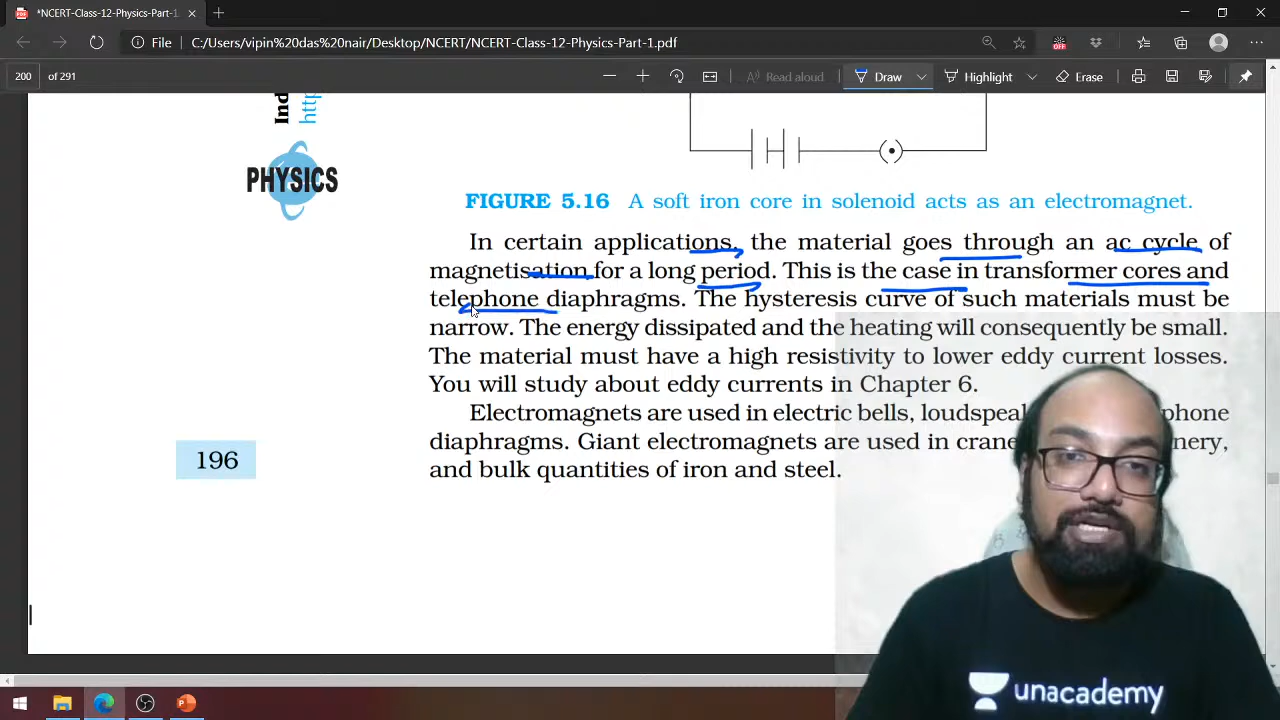 *NCERT-Class-12-Physics-Part-1.
File C:/Users/vipin%20das%20nair/Desktop/NCERT/NCERT-Class-12-Physics-Part-1.pdf
OFF
200 of 291 Read aloud Draw Highlight Erase
Ind
http
PHYSICS
FIGURE 5.16 A soft iron core in solenoid acts as an electromagnet.
In certain applications, the material goes through an ac cycle of
magnetisation for a long period. This is the case in transformer cores and
telephone diaphragms. The hysteresis curve of such materials must be
narrow. The energy dissipated and the heating will consequently be small.
The material must have a high resistivity to lower eddy current losses.
You will study about eddy currents in Chapter 6.
Electromagnets are used in electric bells, loudspeak phone
diaphragms. Giant electromagnets are used in crane nery,
and bulk quantities of iron and steel.
196
unacademy